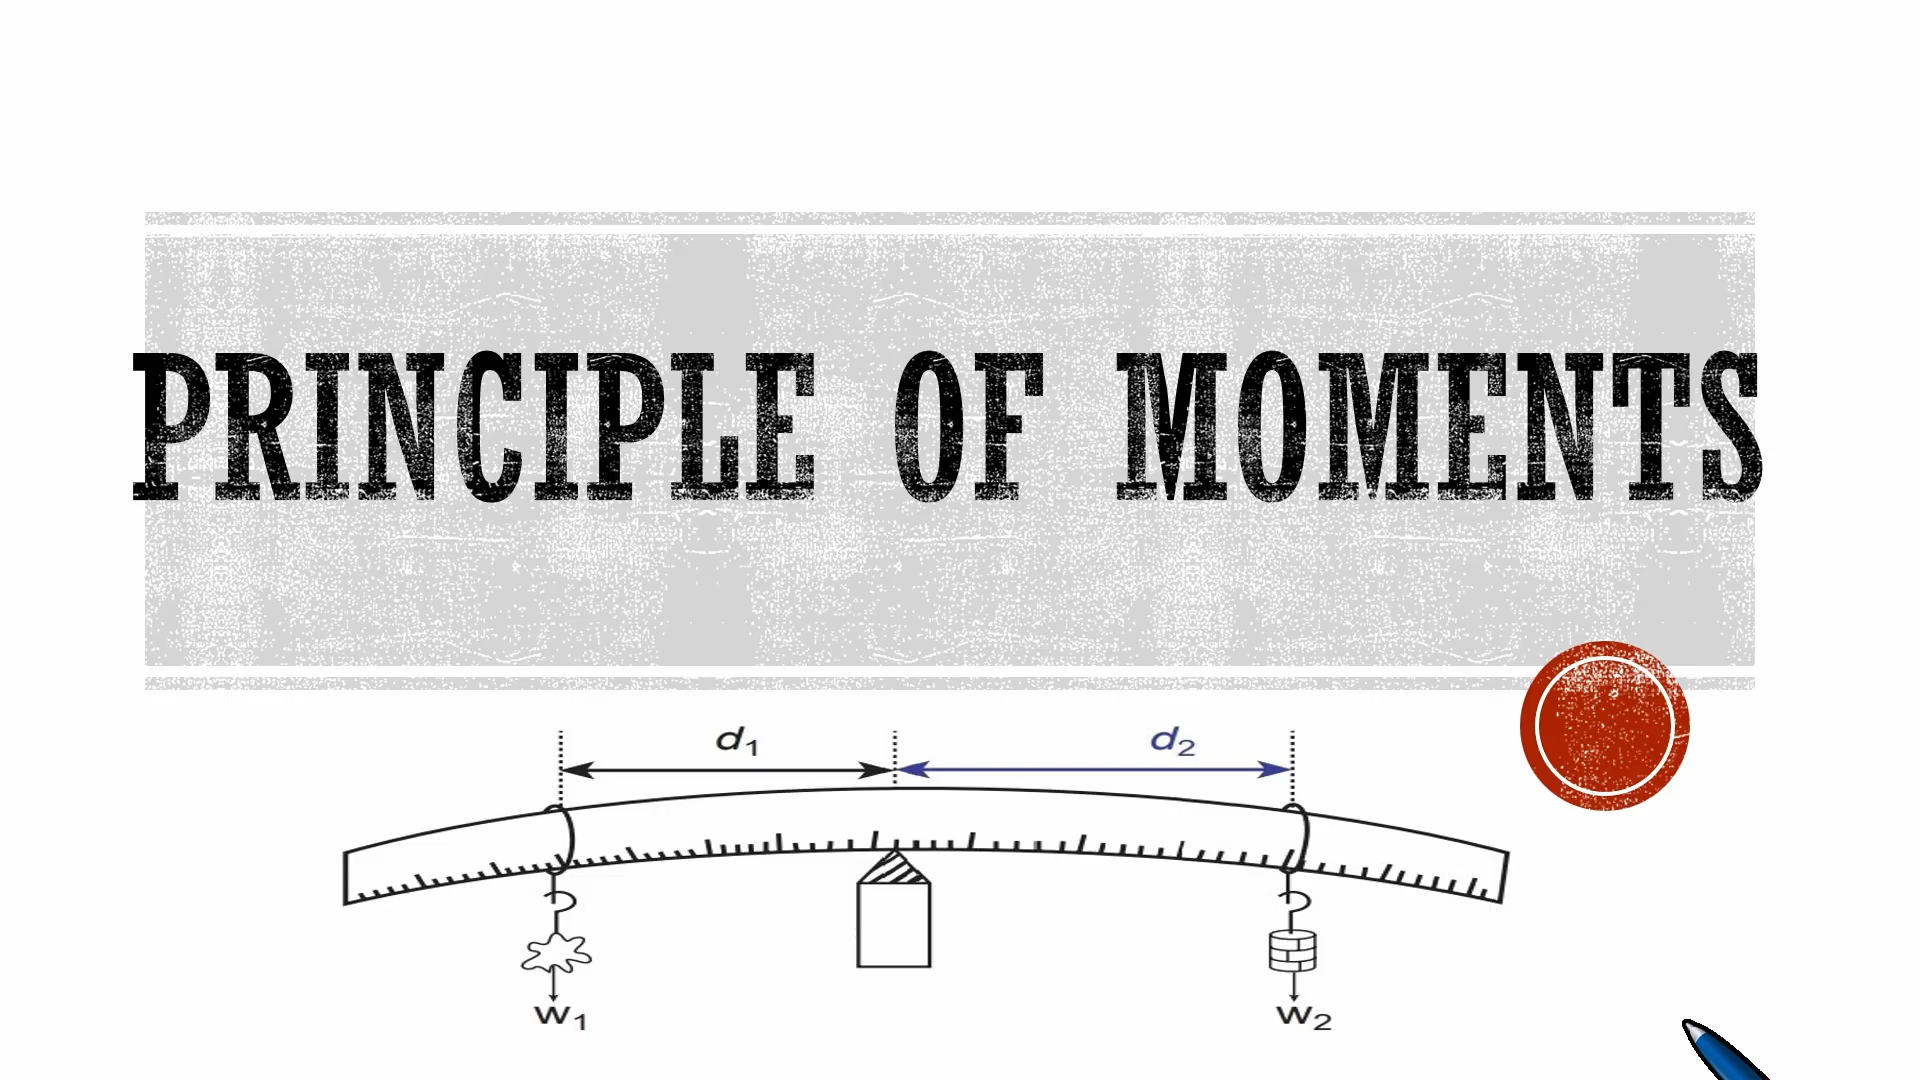 PRINCIPLE OF MOMENTS
d₁ d₂
w₁ w₂